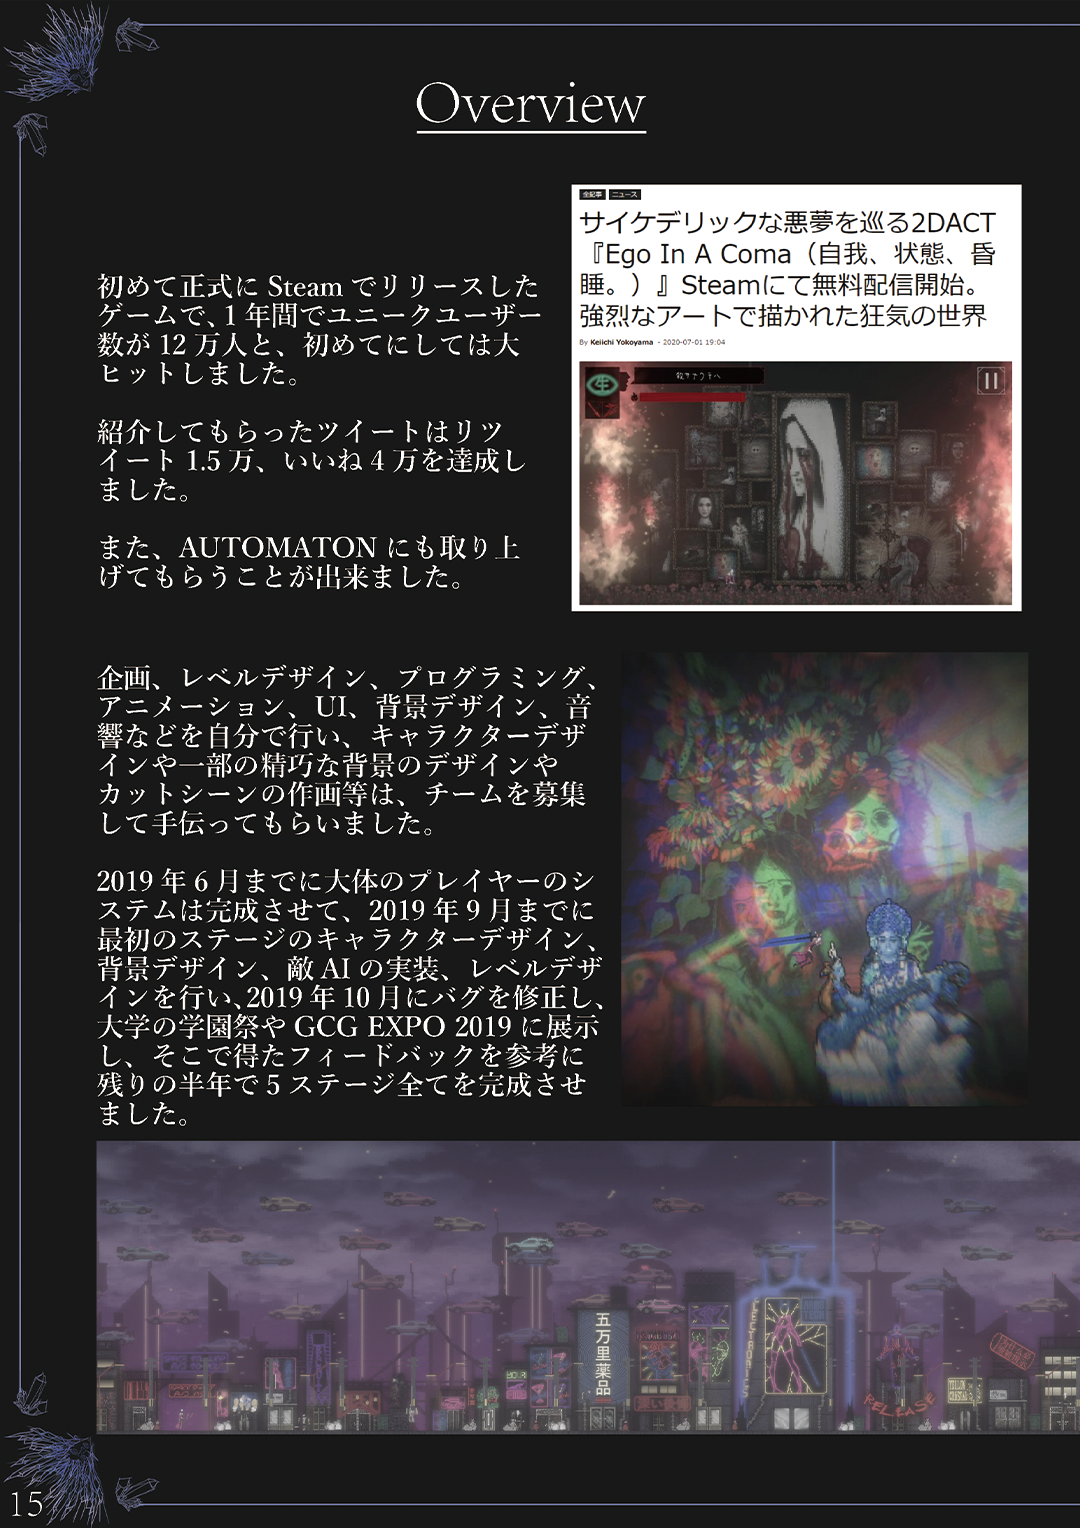 Overview
初めて正式に Steam でリリースした
ゲームで、1 年間でユニークユーザー
数が 12 万人と、初めてにしては大
ヒットしました。
紹介してもらったツイートはリツ
イート 1.5 万、いいね 4 万を達成し
ました。
また、AUTOMATON にも取り上
げてもらうことが出来ました。
全記事 ニュース
サイケデリックな悪夢を巡る2DACT
『Ego In A Coma（自我、状態、昏
睡。）』Steamにて無料配信開始。
強烈なアートで描かれた狂気の世界
By Keiichi Yokoyama - 2020-07-01 19:04
企画、レベルデザイン、プログラミング、
アニメーション、UI、背景デザイン、音
響などを自分で行い、キャラクターデザ
インや一部の精巧な背景のデザインや
カットシーンの作画等は、チームを募集
して手伝ってもらいました。
2019 年 6 月までに大体のプレイヤーのシ
ステムは完成させて、2019 年 9 月までに
最初のステージのキャラクターデザイン、
背景デザイン、敵 AI の実装、レベルデザ
インを行い、2019 年 10 月にバグを修正し、
大学の学園祭や GCG EXPO 2019 に展示
し、そこで得たフィードバックを参考に
残りの半年で 5 ステージ全てを完成させ
ました。
五万里薬品
RELEASE
15